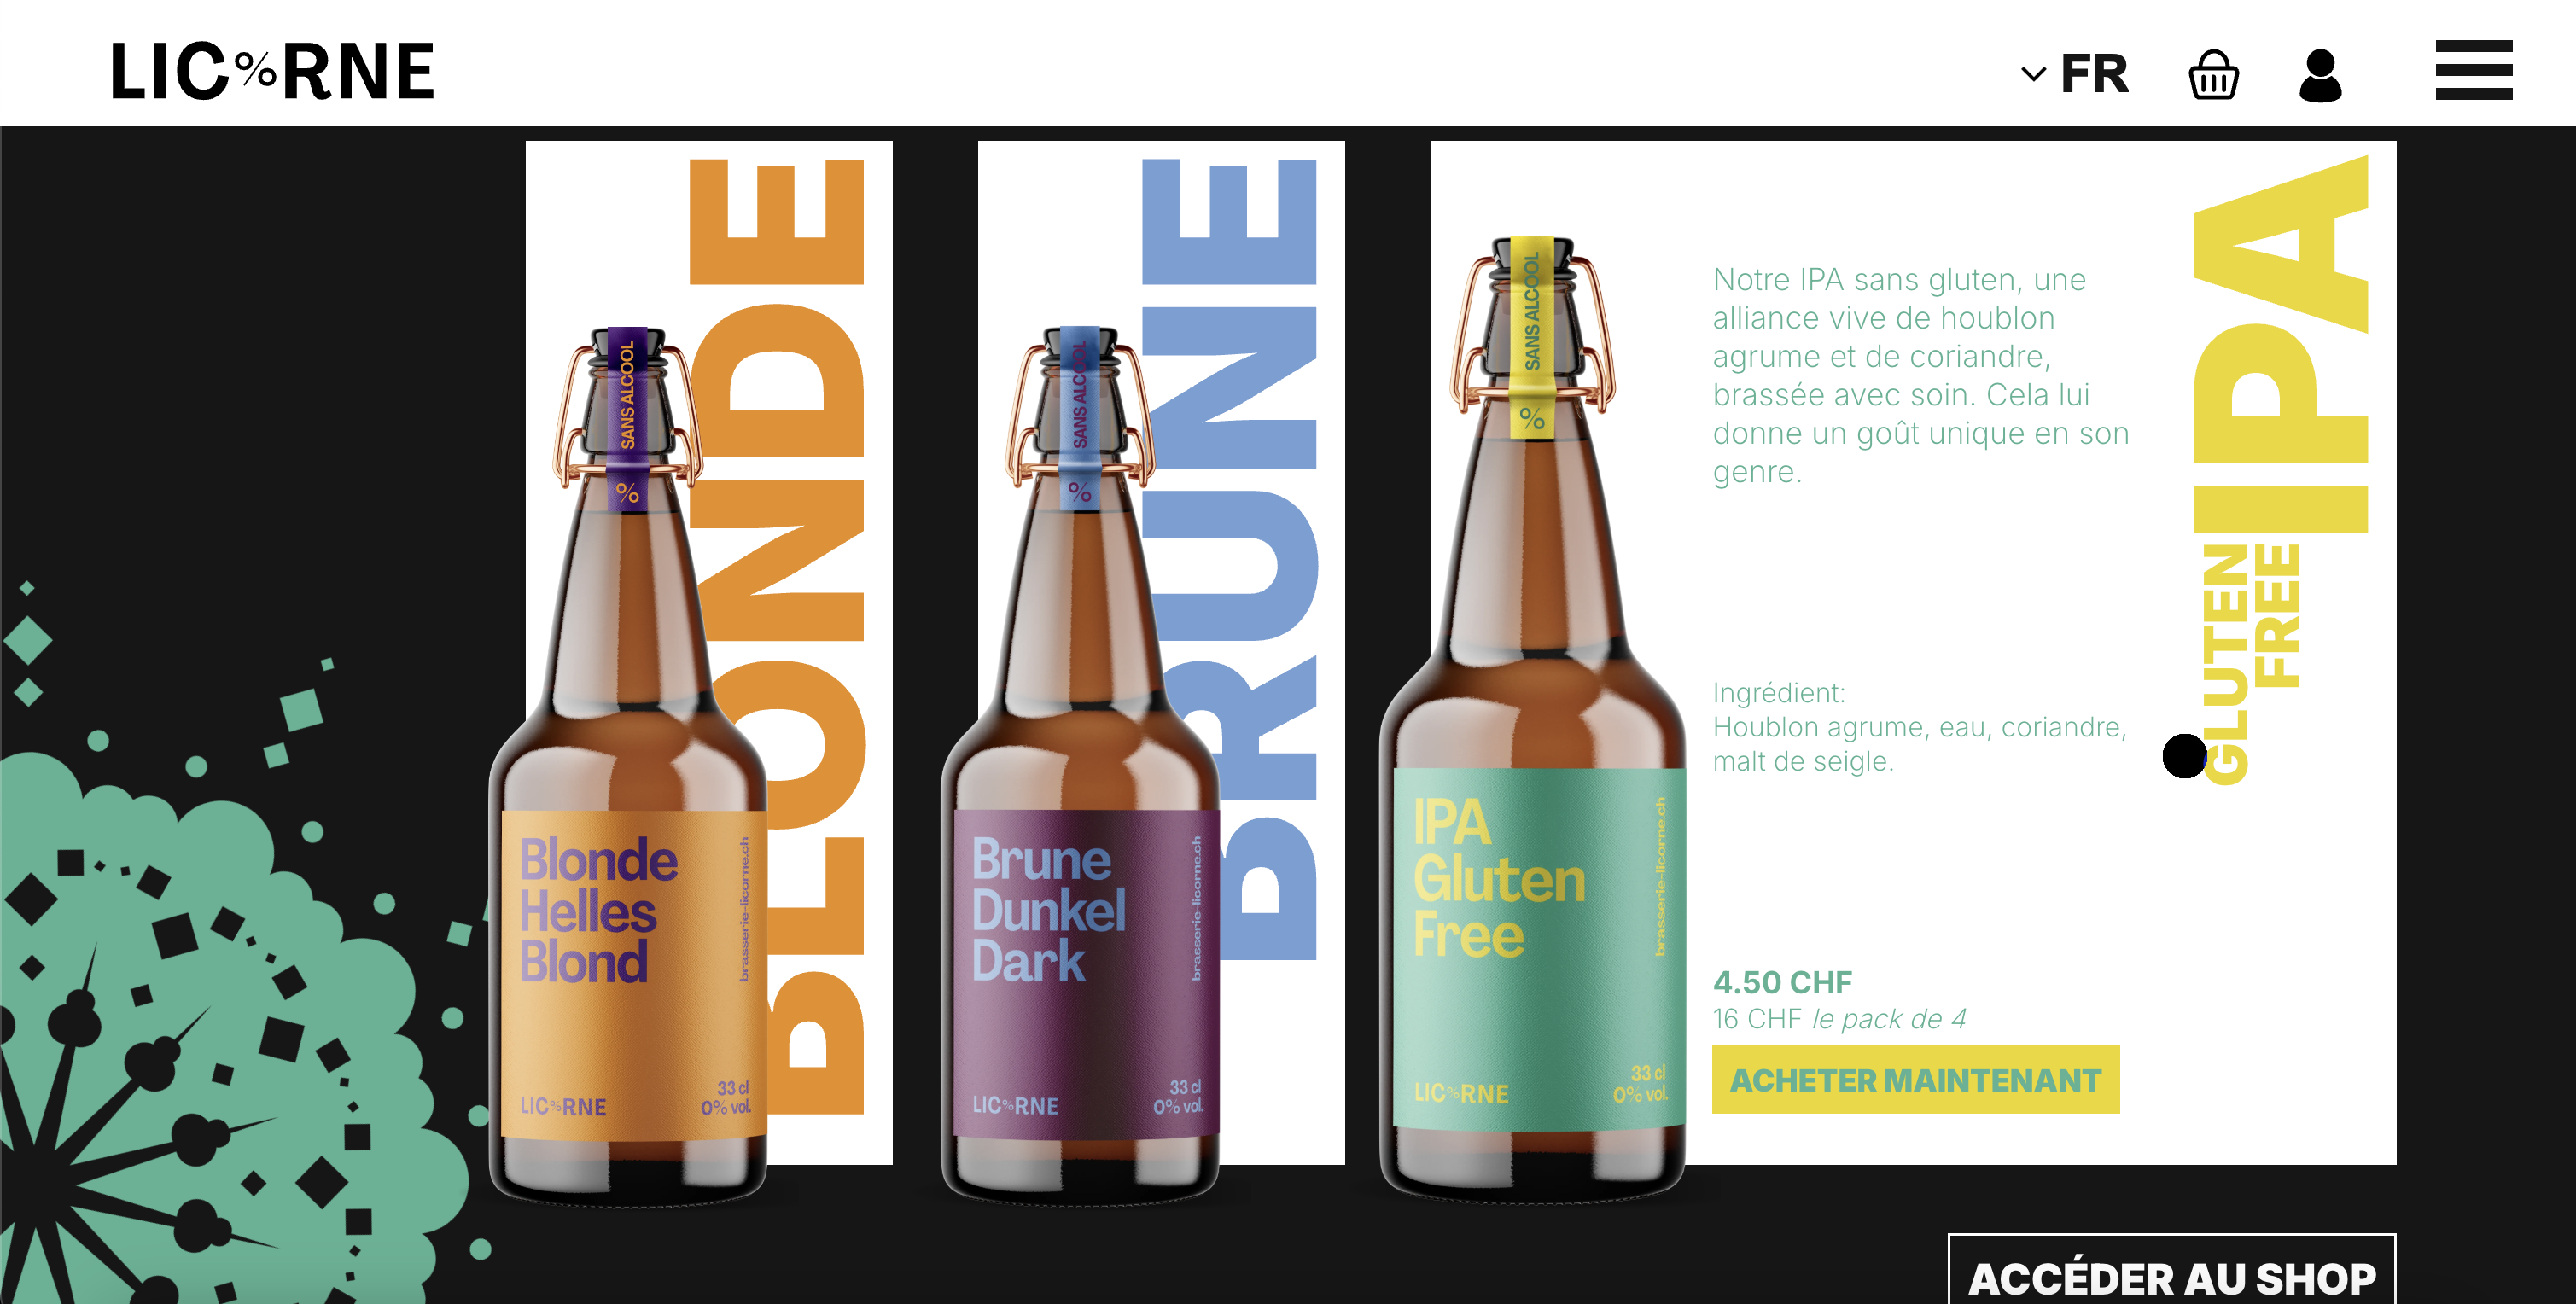 LIC%RNE
FR
BLONDE
SANS ALCOOL
%
Blonde
Helles
Blond
brasserie-licorne.ch
LIC%RNE
33 cl
0% vol.
BRUNE
SANS ALCOOL
%
Brune
Dunkel
Dark
brasserie-licorne.ch
LIC%RNE
33 cl
0% vol.
SANS ALCOOL
%
IPA
Gluten
Free
brasserie-licorne.ch
LIC%RNE
33 cl
0% vol.
Notre IPA sans gluten, une
alliance vive de houblon
agrume et de coriandre,
brassée avec soin. Cela lui
donne un goût unique en son
genre.
Ingrédient:
Houblon agrume, eau, coriandre,
malt de seigle.
4.50 CHF
16 CHF le pack de 4
ACHETER MAINTENANT
IPA
GLUTEN
FREE
ACCÉDER AU SHOP